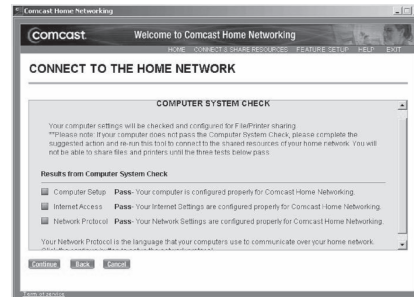 Comcast Home Networking
comcast.
Welcome to Comcast Home Networking
HOME CONNECT & SHARE RESOURCES FEATURE SETUP HELP EXIT
CONNECT TO THE HOME NETWORK
COMPUTER SYSTEM CHECK
Your computer settings will be checked and configured for File/Printer sharing.
**Please note: If your computer does not pass the Computer System Check, please complete the
suggested action and re-run this tool to connect to the shared resources of your home network. You will
not be able to share files and printers until the three tests below pass.
Results from Computer System Check
Computer Setup Pass- Your computer is configured properly for Comcast Home Networking.
Internet Access Pass- Your Internet Settings are configured properly for Comcast Home Networking.
Network Protocol Pass- Your Network Settings are configured properly for Comcast Home Networking.
Your Network Protocol is the language that your computers use to communicate over your home network.
Continue Back Cancel
Terms of service